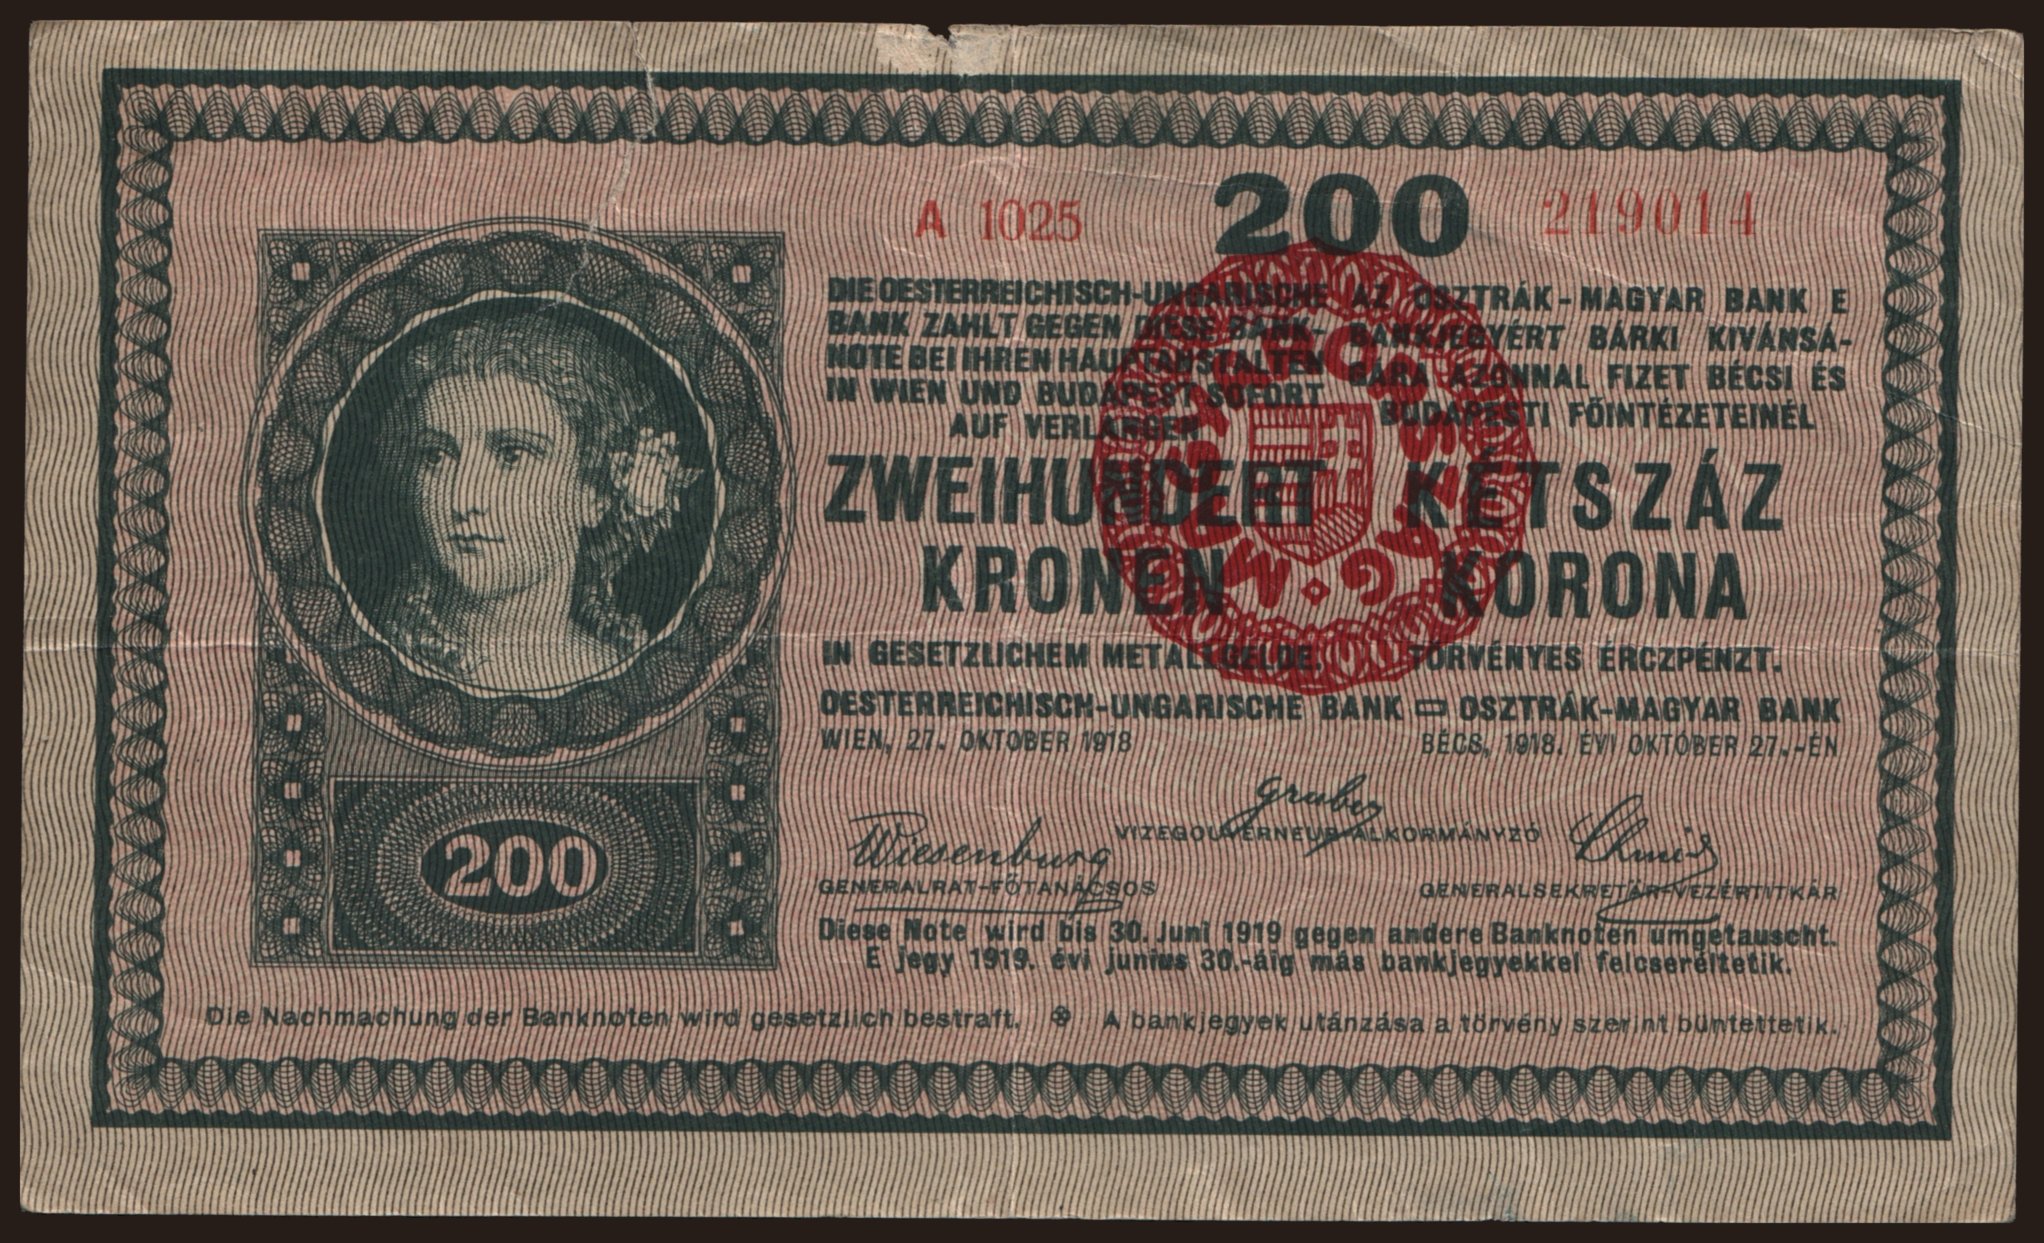 A 1025
200
219014
DIE OESTERREICHISCH-UNGARISCHE
BANK ZAHLT GEGEN DIESE BANK-
NOTE BEI IHREN HAUPTANSTALTEN
IN WIEN UND BUDAPEST SOFORT
AUF VERLANGEN
AZ OSZTRÁK-MAGYAR BANK E
BANKJEGYÉRT BÁRKI KIVÁNSÁ-
GÁRA AZONNAL FIZET BÉCSI ÉS
BUDAPESTI FŐINTÉZETEINÉL
ZWEIHUNDERT
KRONEN
KÉTSZÁZ
KORONA
MAGYARORSZÁG
IN GESETZLICHEM METALLGELDE.
TÖRVÉNYES ÉRCZPÉNZT.
OESTERREICHISCH-UNGARISCHE BANK
OSZTRÁK-MAGYAR BANK
WIEN, 27. OKTOBER 1918
BÉCS, 1918. ÉVI OKTÓBER 27.-ÉN
Gruber
VIZEGOUVERNEUR-ALKORMÁNYZÓ
Wiesenburg
GENERALRAT-FŐTANÁCSOS
Schmid
GENERALSEKRETÄR-VEZÉRTITKÁR
Diese Note wird bis 30. Juni 1919 gegen andere Banknoten umgetauscht.
E jegy 1919. évi junius 30.-áig más bankjegyekkel felcseréltetik.
200
Die Nachmachung der Banknoten wird gesetzlich bestraft.
A bankjegyek utánzása a törvény szerint büntettetik.